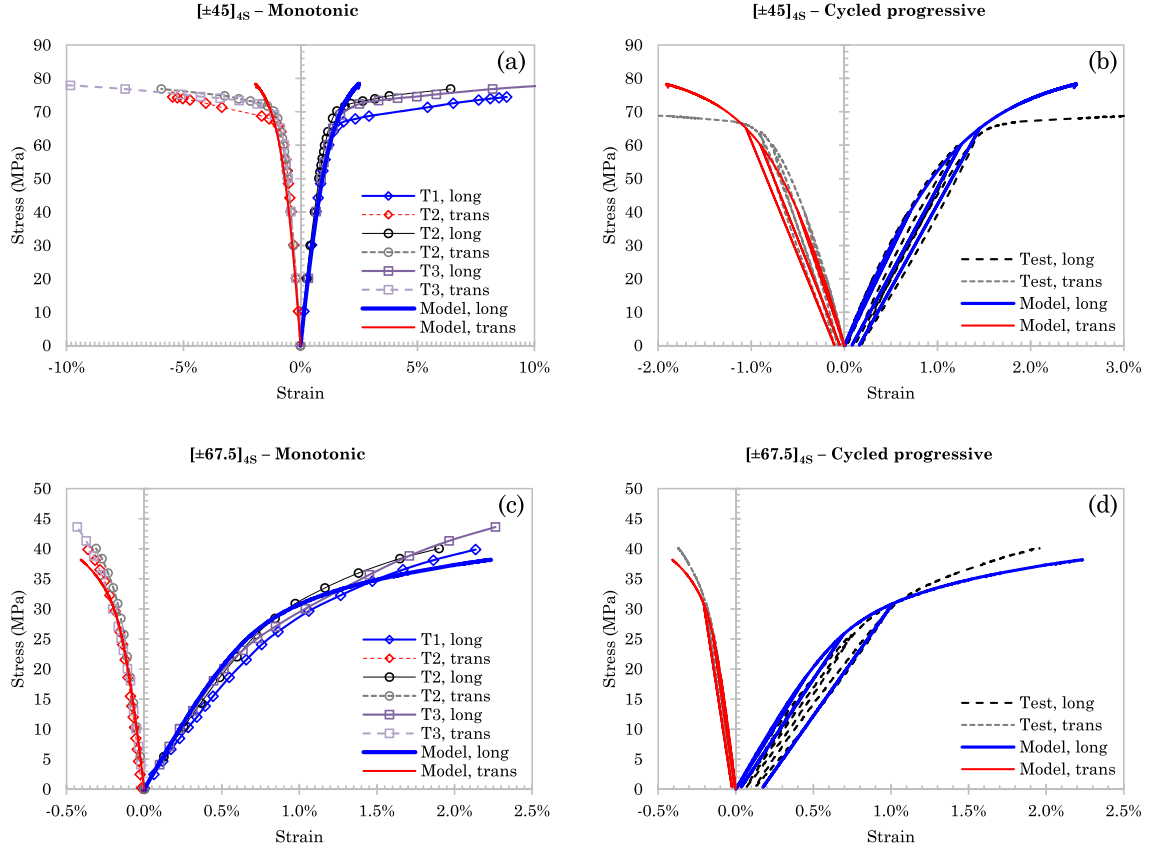 [±45]4S – Monotonic
(a)
90
80
70
60
50
40
30
20
10
0
Stress (MPa)
-10%
-5%
0%
5%
10%
Strain
T1, long
T2, trans
T2, long
T2, trans
T3, long
T3, trans
Model, long
Model, trans
[±45]4S – Cycled progressive
(b)
90
80
70
60
50
40
30
20
10
0
Stress (MPa)
-2.0%
-1.0%
0.0%
1.0%
2.0%
3.0%
Strain
Test, long
Test, trans
Model, long
Model, trans
[±67.5]4S – Monotonic
(c)
50
45
40
35
30
25
20
15
10
5
0
Stress (MPa)
-0.5%
0.0%
0.5%
1.0%
1.5%
2.0%
2.5%
Strain
T1, long
T2, trans
T2, long
T2, trans
T3, long
T3, trans
Model, long
Model, trans
[±67.5]4S – Cycled progressive
(d)
50
45
40
35
30
25
20
15
10
5
0
Stress (MPa)
-0.5%
0.0%
0.5%
1.0%
1.5%
2.0%
2.5%
Strain
Test, long
Test, trans
Model, long
Model, trans